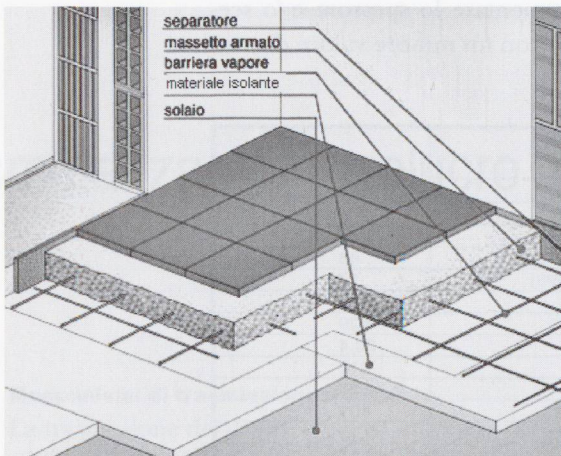 separatore
massetto armato
barriera vapore
materiale isolante
solaio